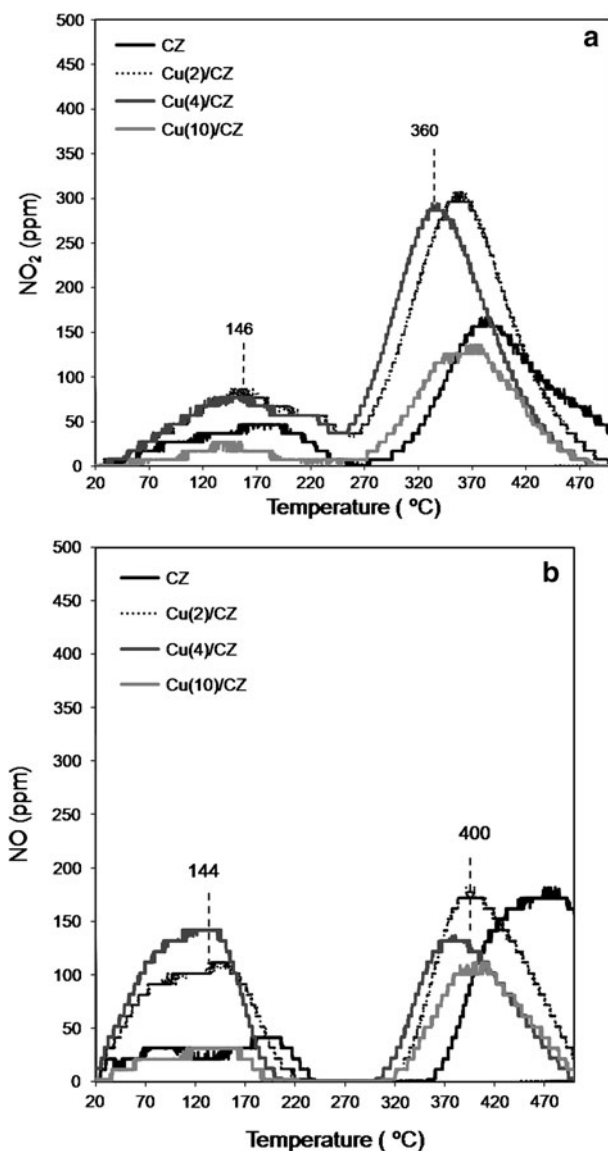 a
CZ
Cu(2)/CZ
Cu(4)/CZ
Cu(10)/CZ
146
360
NO₂ (ppm)
500
450
400
350
300
250
200
150
100
50
0
20 70 120 170 220 270 320 370 420 470
Temperature ( ºC)
b
CZ
Cu(2)/CZ
Cu(4)/CZ
Cu(10)/CZ
144
400
NO (ppm)
500
450
400
350
300
250
200
150
100
50
0
20 70 120 170 220 270 320 370 420 470
Temperature ( ºC)